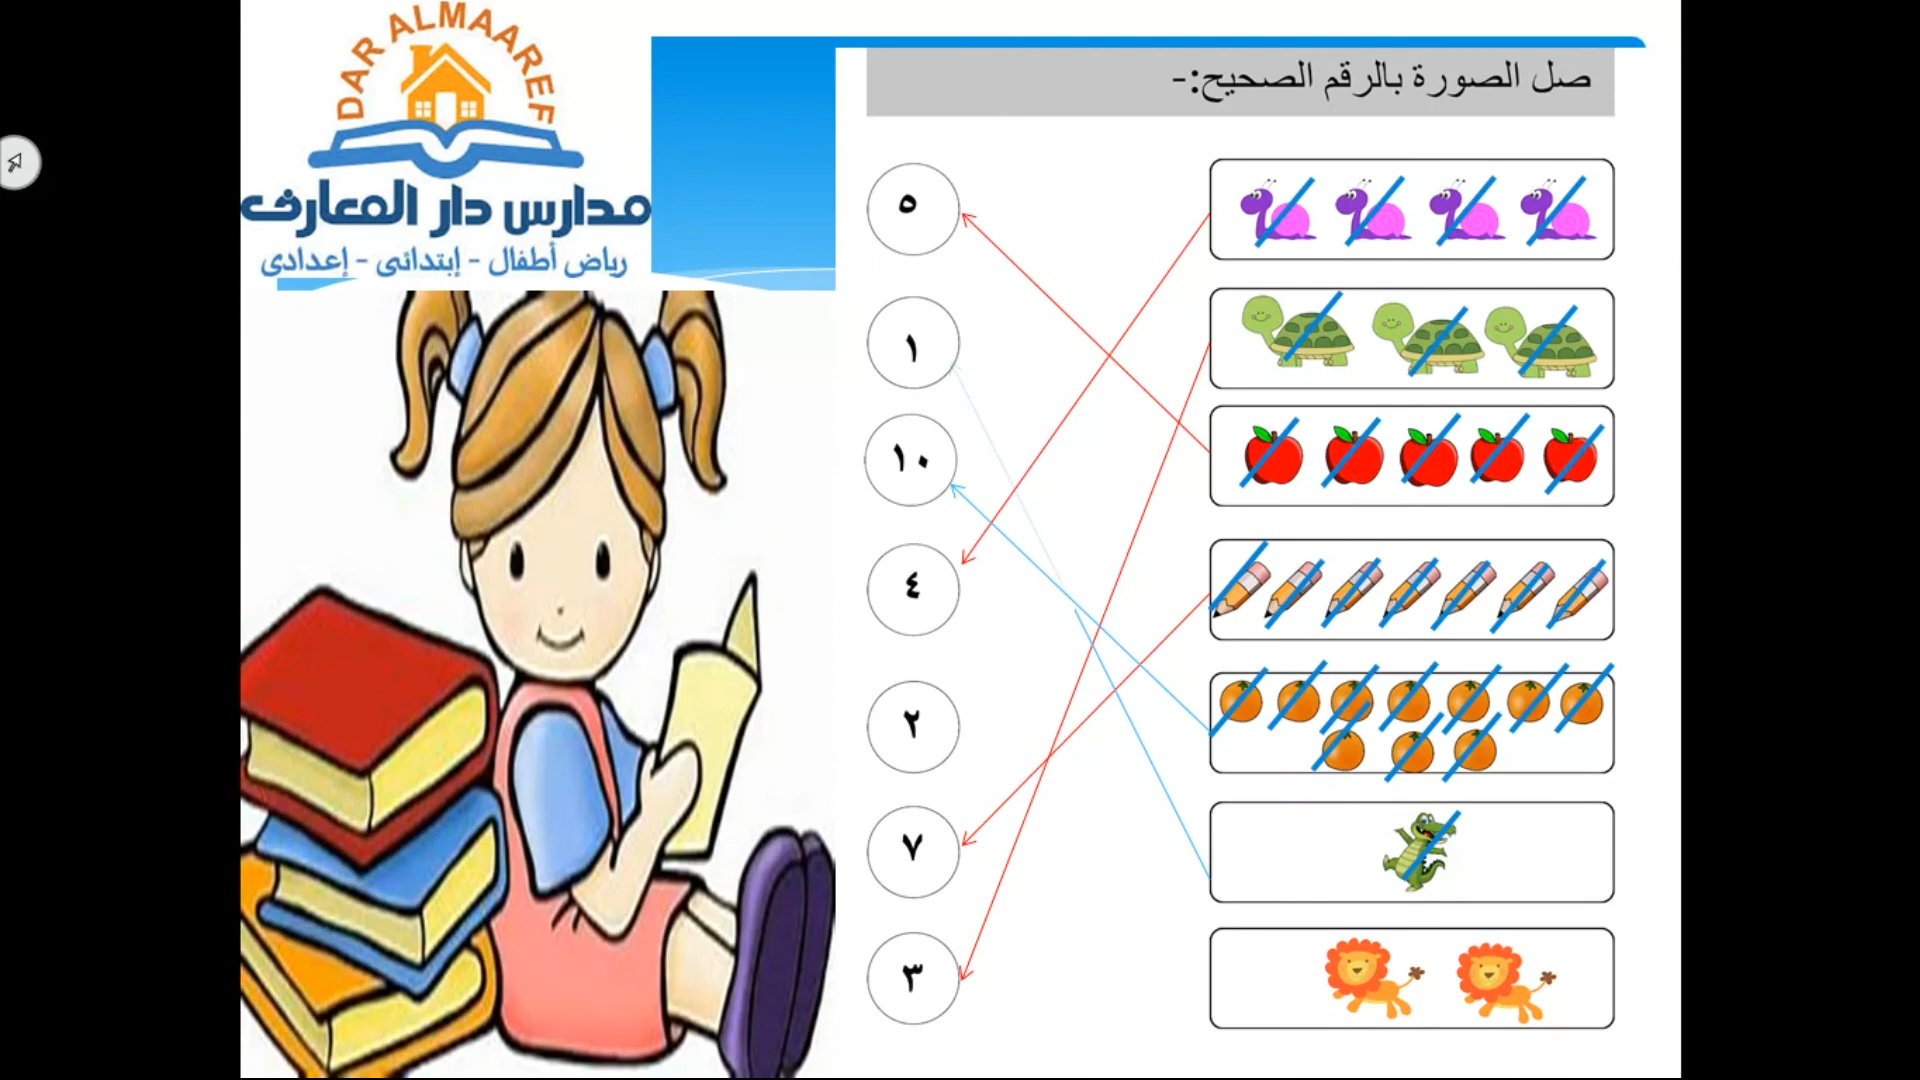 DAR ALMAAREF
مدارس دار المعارف
رياض أطفال - إبتدائى - إعدادى
صل الصورة بالرقم الصحيح:-
٥
١
١٠
٤
٢
٧
٣